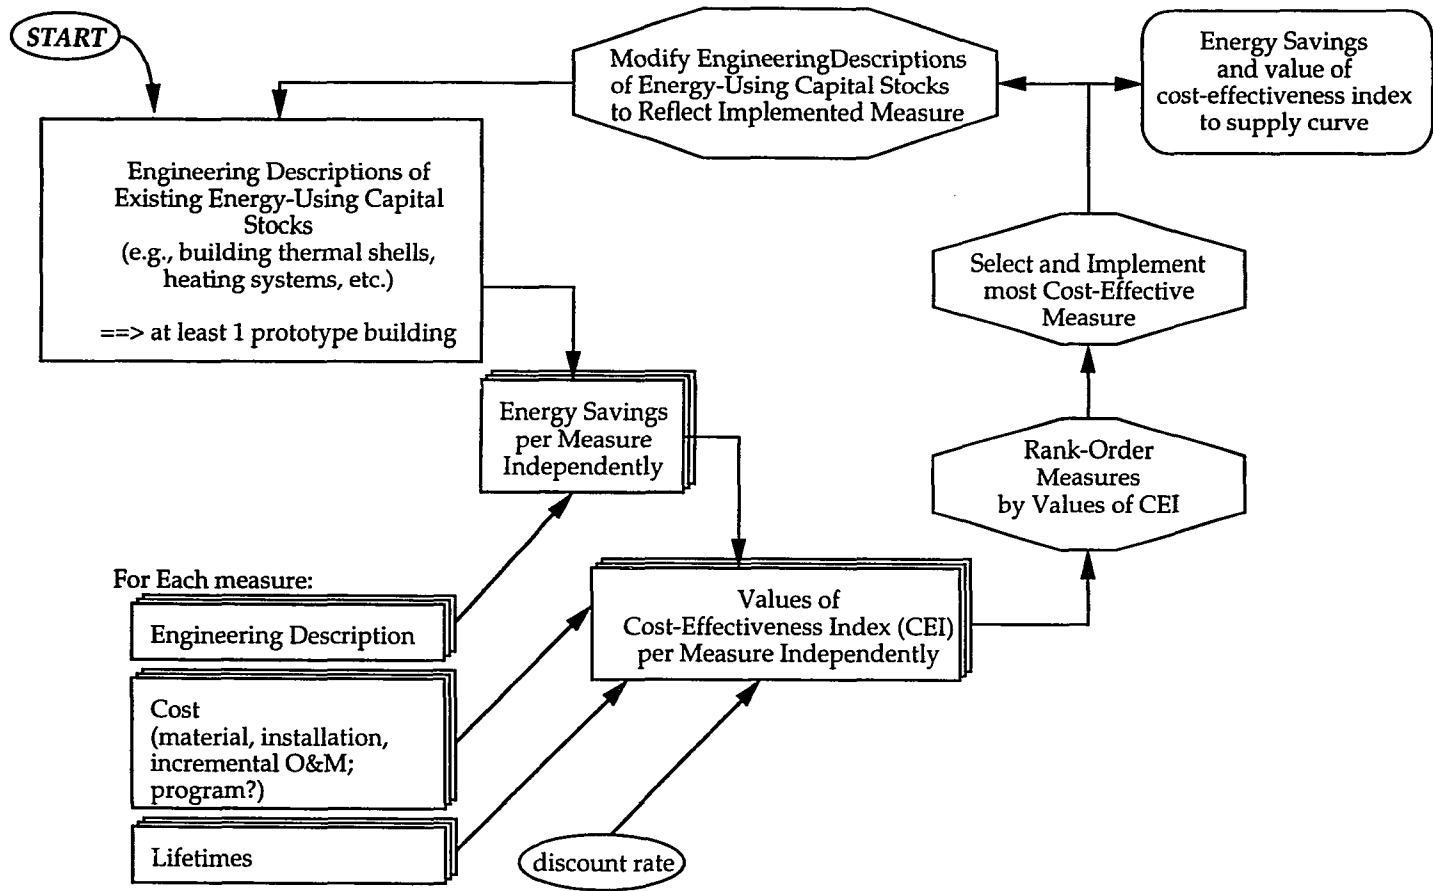 START
Modify EngineeringDescriptions
of Energy-Using Capital Stocks
to Reflect Implemented Measure
Energy Savings
and value of
cost-effectiveness index
to supply curve
Engineering Descriptions of
Existing Energy-Using Capital
Stocks
(e.g., building thermal shells,
heating systems, etc.)
==> at least 1 prototype building
Select and Implement
most Cost-Effective
Measure
Energy Savings
per Measure
Independently
Rank-Order
Measures
by Values of CEI
For Each measure:
Engineering Description
Values of
Cost-Effectiveness Index (CEI)
per Measure Independently
Cost
(material, installation,
incremental O&M;
program?)
Lifetimes
discount rate